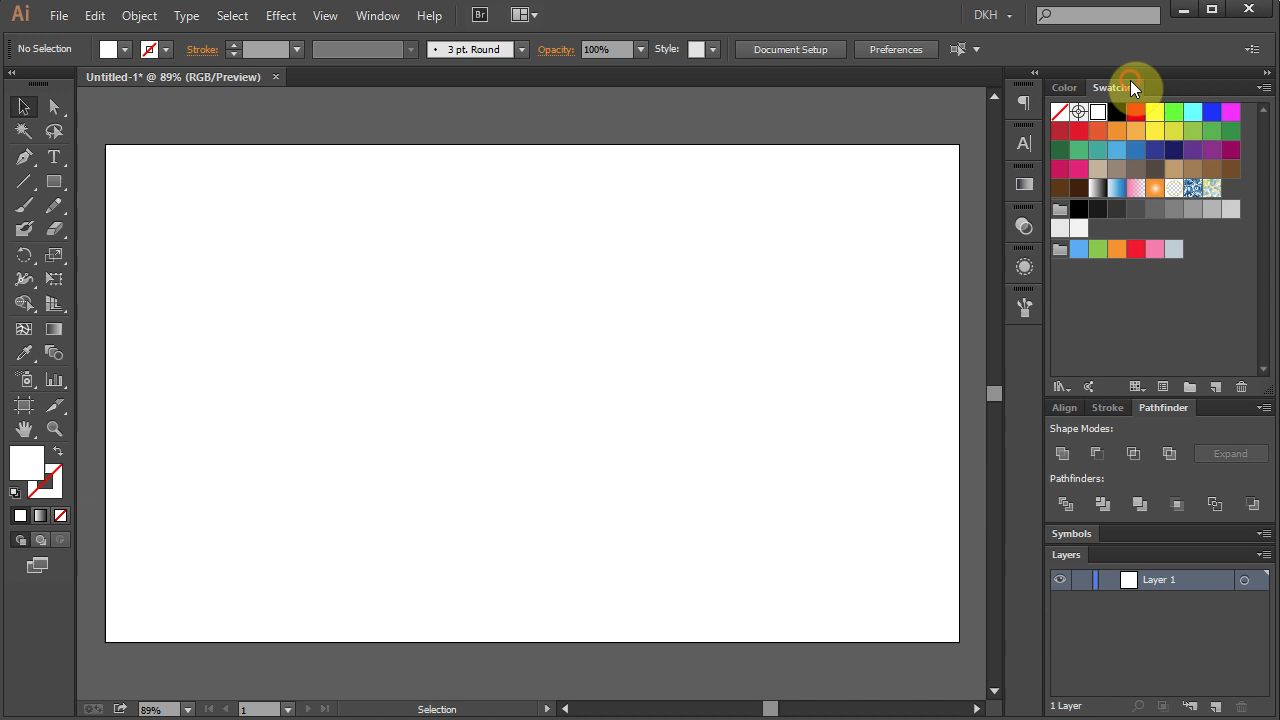 Ai File Edit Object Type Select Effect View Window Help Br DKH
No Selection Stroke: 3 pt. Round Opacity: 100% Style: Document Setup Preferences
Untitled-1* @ 89% (RGB/Preview)
Color Swatches
Align Stroke Pathfinder
Shape Modes:
Expand
Pathfinders:
Symbols
Layers
Layer 1
1 Layer
89% 1 Selection